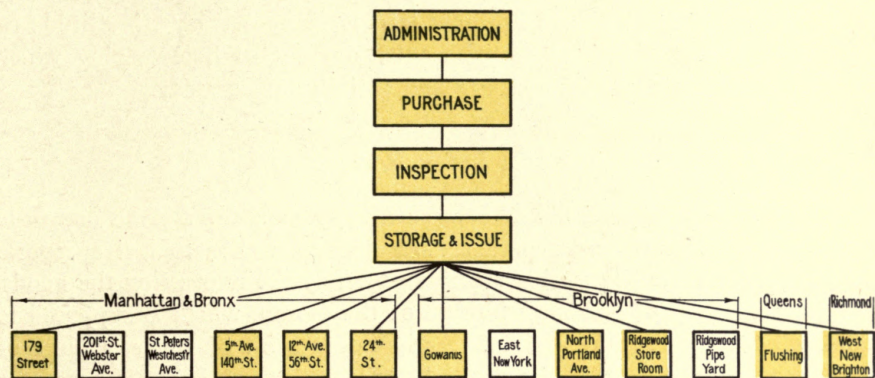 ADMINISTRATION
PURCHASE
INSPECTION
STORAGE & ISSUE
Manhattan & Bronx
Brooklyn
Queens
Richmond
179
Street
201st. St.
Webster
Ave.
St. Peters
Westchest'r
Ave.
5th. Ave.
140th. St.
12th. Ave.
56th. St.
24th
St.
Gowanus
East
New York
North
Portland
Ave.
Ridgewood
Store
Room
Ridgewood
Pipe
Yard
Flushing
West
New
Brighton